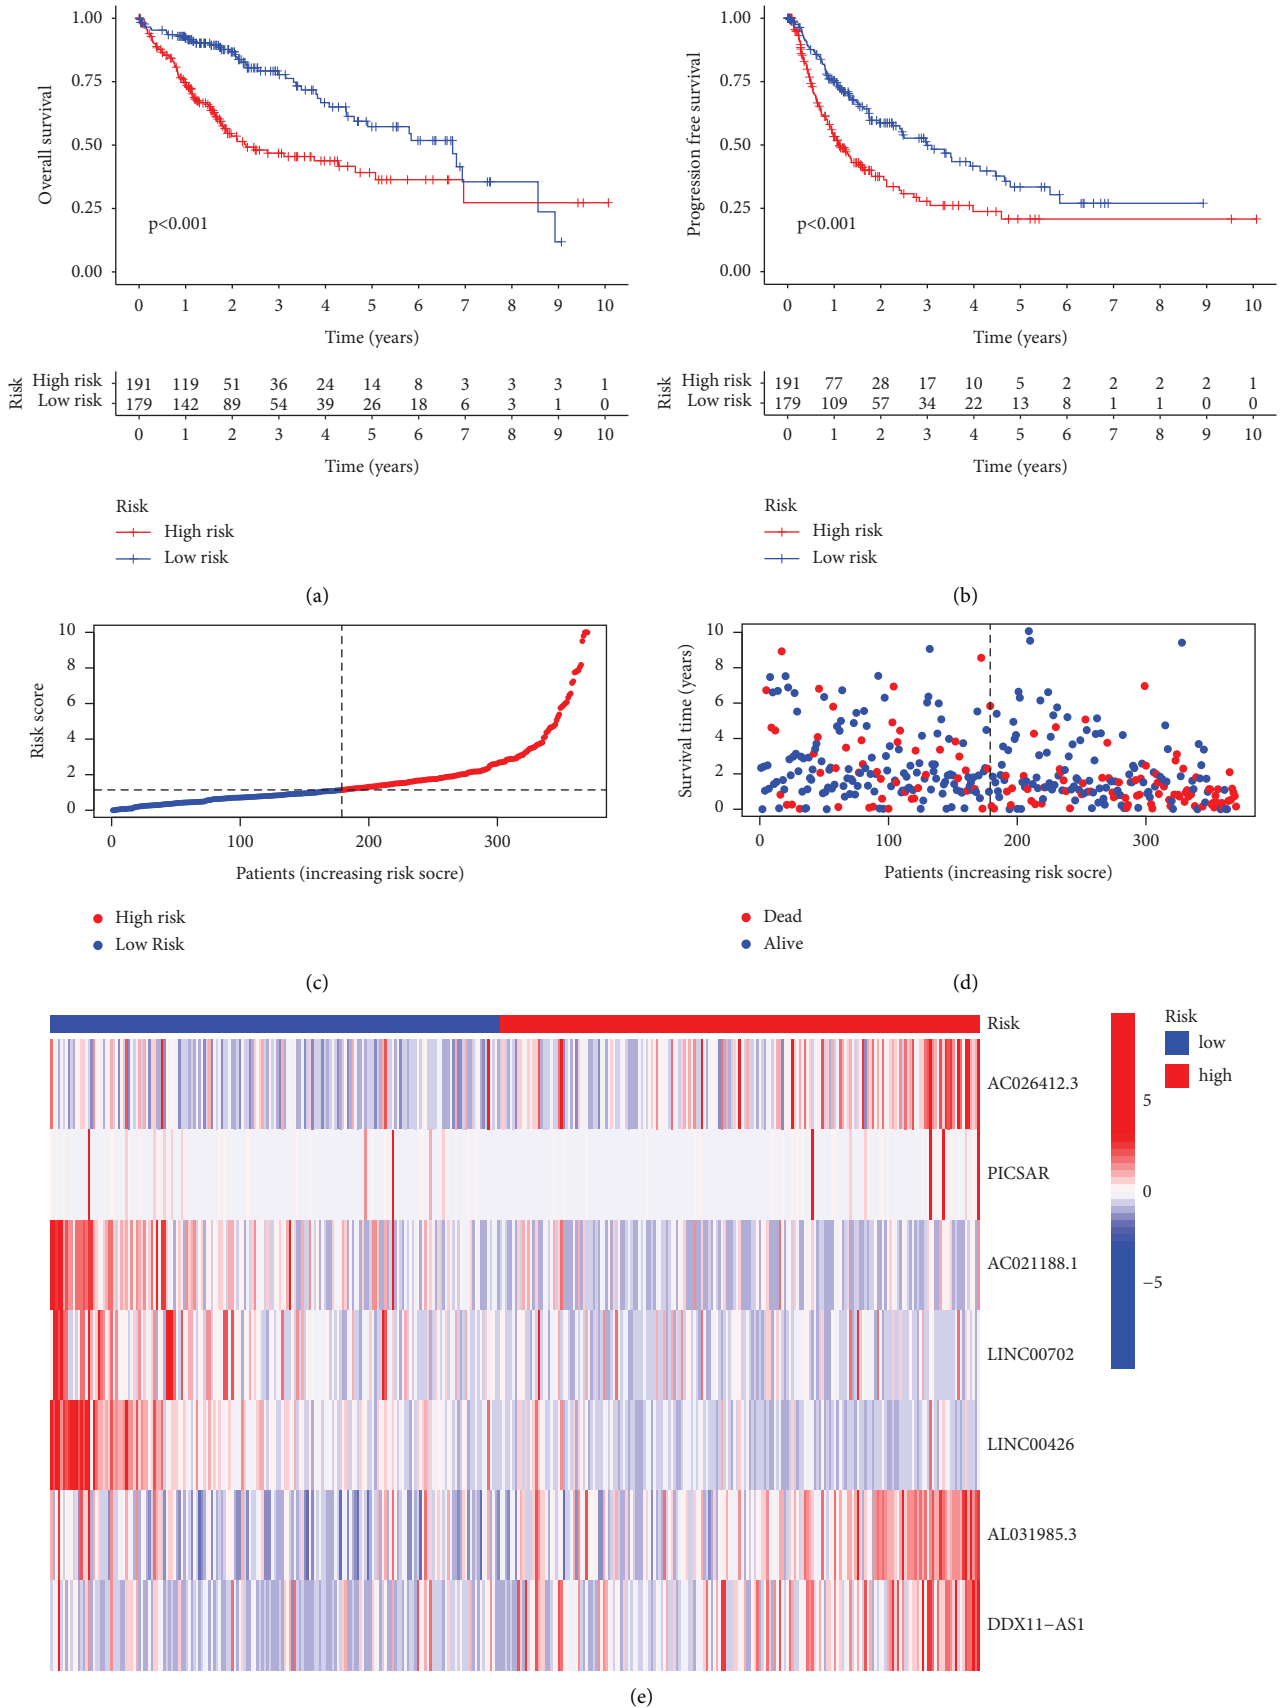 1.00
0.75
0.50
0.25
0.00
Overall survival
p<0.001
0 1 2 3 4 5 6 7 8 9 10
Time (years)
Risk
High risk 191 119 51 36 24 14 8 3 3 3 1
Low risk 179 142 89 54 39 26 18 6 3 1 0
0 1 2 3 4 5 6 7 8 9 10
Time (years)
Risk
High risk
Low risk
(a)
1.00
0.75
0.50
0.25
0.00
Progression free survival
p<0.001
0 1 2 3 4 5 6 7 8 9 10
Time (years)
Risk
High risk 191 77 28 17 10 5 2 2 2 2 1
Low risk 179 109 57 34 22 13 8 1 1 0 0
0 1 2 3 4 5 6 7 8 9 10
Time (years)
Risk
High risk
Low risk
(b)
10
8
6
4
2
0
Risk score
0 100 200 300
Patients (increasing risk socre)
High risk
Low Risk
(c)
10
8
6
4
2
0
Survival time (years)
0 100 200 300
Patients (increasing risk socre)
Dead
Alive
(d)
Risk
AC026412.3
PICSAR
AC021188.1
LINC00702
LINC00426
AL031985.3
DDX11−AS1
5
0
−5
Risk
low
high
(e)